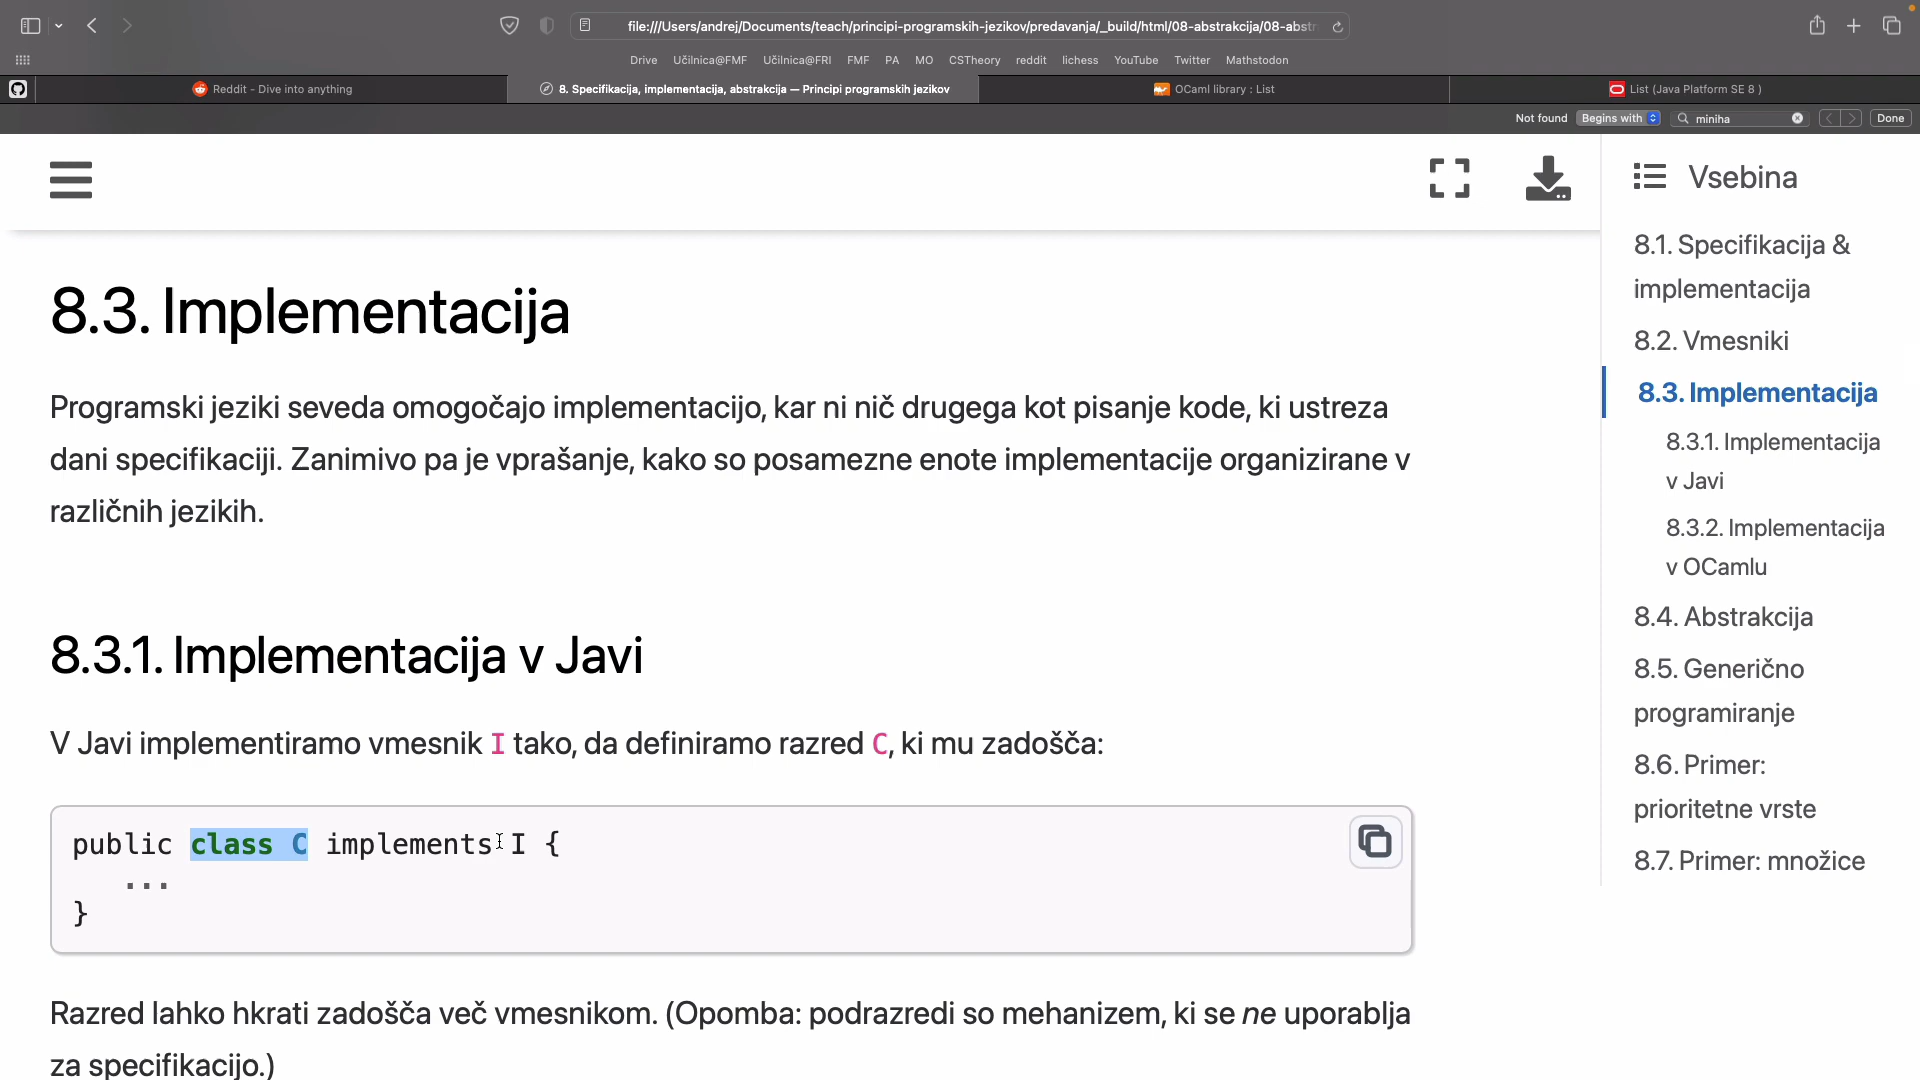 file:///Users/andrej/Documents/teach/principi-programskih-jezikov/predavanja/_build/html/08-abstrakcija/08-abstr
Drive Učilnica@FMF Učilnica@FRI FMF PA MO CSTheory reddit lichess YouTube Twitter Mathstodon
Reddit - Dive into anything
8. Specifikacija, implementacija, abstrakcija — Principi programskih jezikov
OCaml library : List
List (Java Platform SE 8 )
Not found Begins with miniha Done
8.3. Implementacija
Programski jeziki seveda omogočajo implementacijo, kar ni nič drugega kot pisanje kode, ki ustreza
dani specifikaciji. Zanimivo pa je vprašanje, kako so posamezne enote implementacije organizirane v
različnih jezikih.
8.3.1. Implementacija v Javi
V Javi implementiramo vmesnik I tako, da definiramo razred C, ki mu zadošča:
public class C implements I {
...
}
Razred lahko hkrati zadošča več vmesnikom. (Opomba: podrazredi so mehanizem, ki se ne uporablja
za specifikacijo.)
Vsebina
8.1. Specifikacija &
implementacija
8.2. Vmesniki
8.3. Implementacija
8.3.1. Implementacija
v Javi
8.3.2. Implementacija
v OCamlu
8.4. Abstrakcija
8.5. Generično
programiranje
8.6. Primer:
prioritetne vrste
8.7. Primer: množice